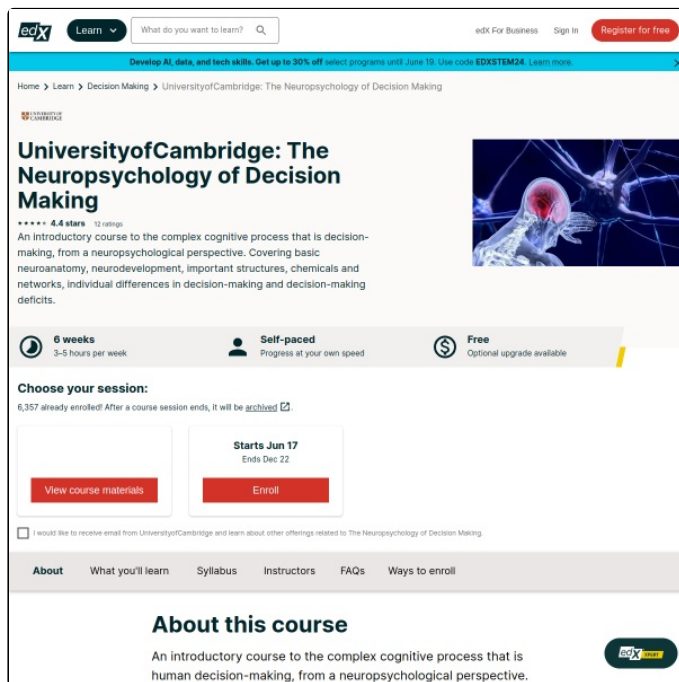 edX
Learn
What do you want to learn?
edX For Business
Sign In
Register for free
Develop AI, data, and tech skills. Get up to 30% off select programs until June 19. Use code EDXSTEM24. Learn more.
Home > Learn > Decision Making > UniversityofCambridge: The Neuropsychology of Decision Making
UNIVERSITY OF
CAMBRIDGE
UniversityofCambridge: The
Neuropsychology of Decision
Making
4.4 stars 12 ratings
An introductory course to the complex cognitive process that is decision-
making, from a neuropsychological perspective. Covering basic
neuroanatomy, neurodevelopment, important structures, chemicals and
networks, individual differences in decision-making and decision-making
deficits.
6 weeks
3–5 hours per week
Self-paced
Progress at your own speed
Free
Optional upgrade available
Choose your session:
6,357 already enrolled! After a course session ends, it will be archived.
View course materials
Starts Jun 17
Ends Dec 22
Enroll
I would like to receive email from UniversityofCambridge and learn about other offerings related to The Neuropsychology of Decision Making.
About
What you'll learn
Syllabus
Instructors
FAQs
Ways to enroll
About this course
An introductory course to the complex cognitive process that is
human decision-making, from a neuropsychological perspective.
edX